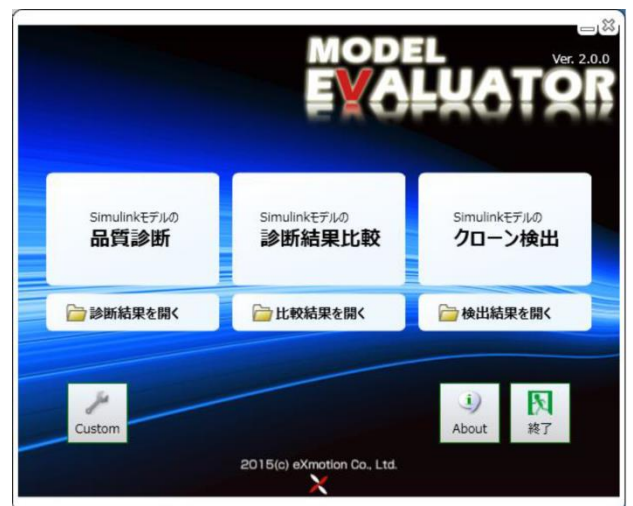 MODEL
EVALUATOR
Ver. 2.0.0
Simulinkモデルの
品質診断
Simulinkモデルの
診断結果比較
Simulinkモデルの
クローン検出
診断結果を開く
比較結果を開く
検出結果を開く
Custom
About
終了
2015(c) eXmotion Co., Ltd.